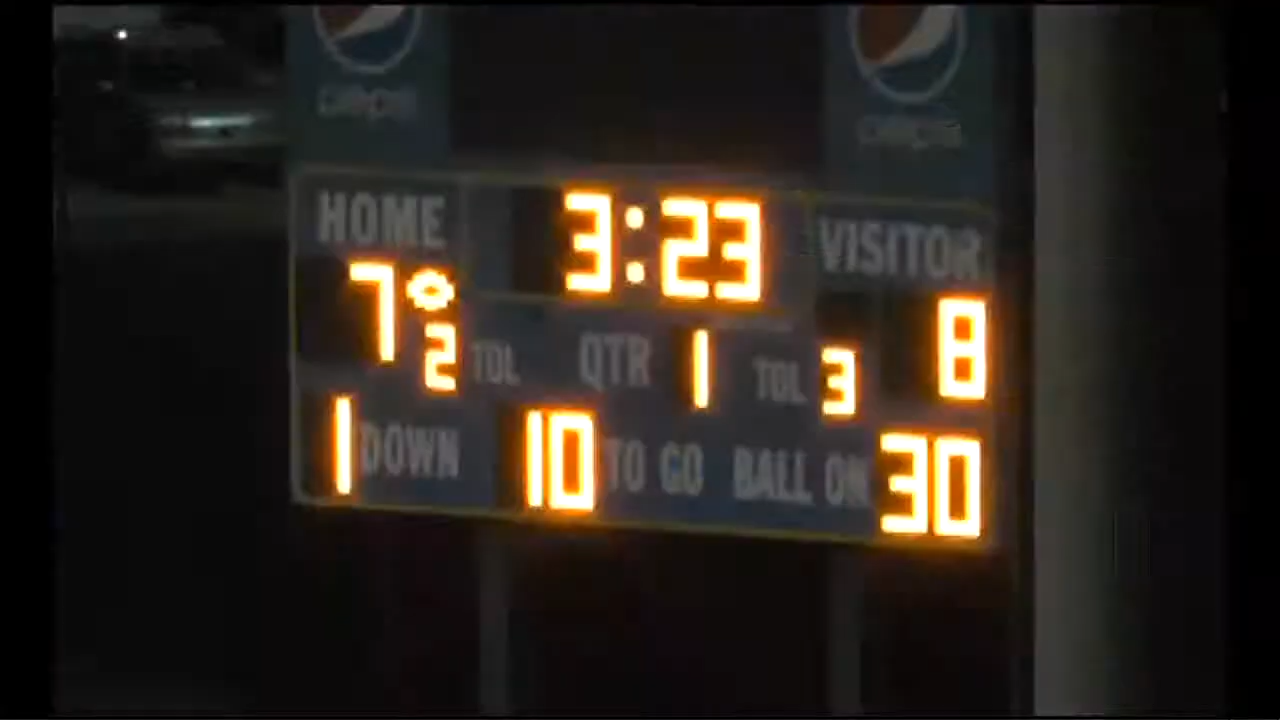 HOME 3:23 VISITOR
7 8
2 TOL QTR 1 TOL 3
1 DOWN 10 TO GO BALL ON 30